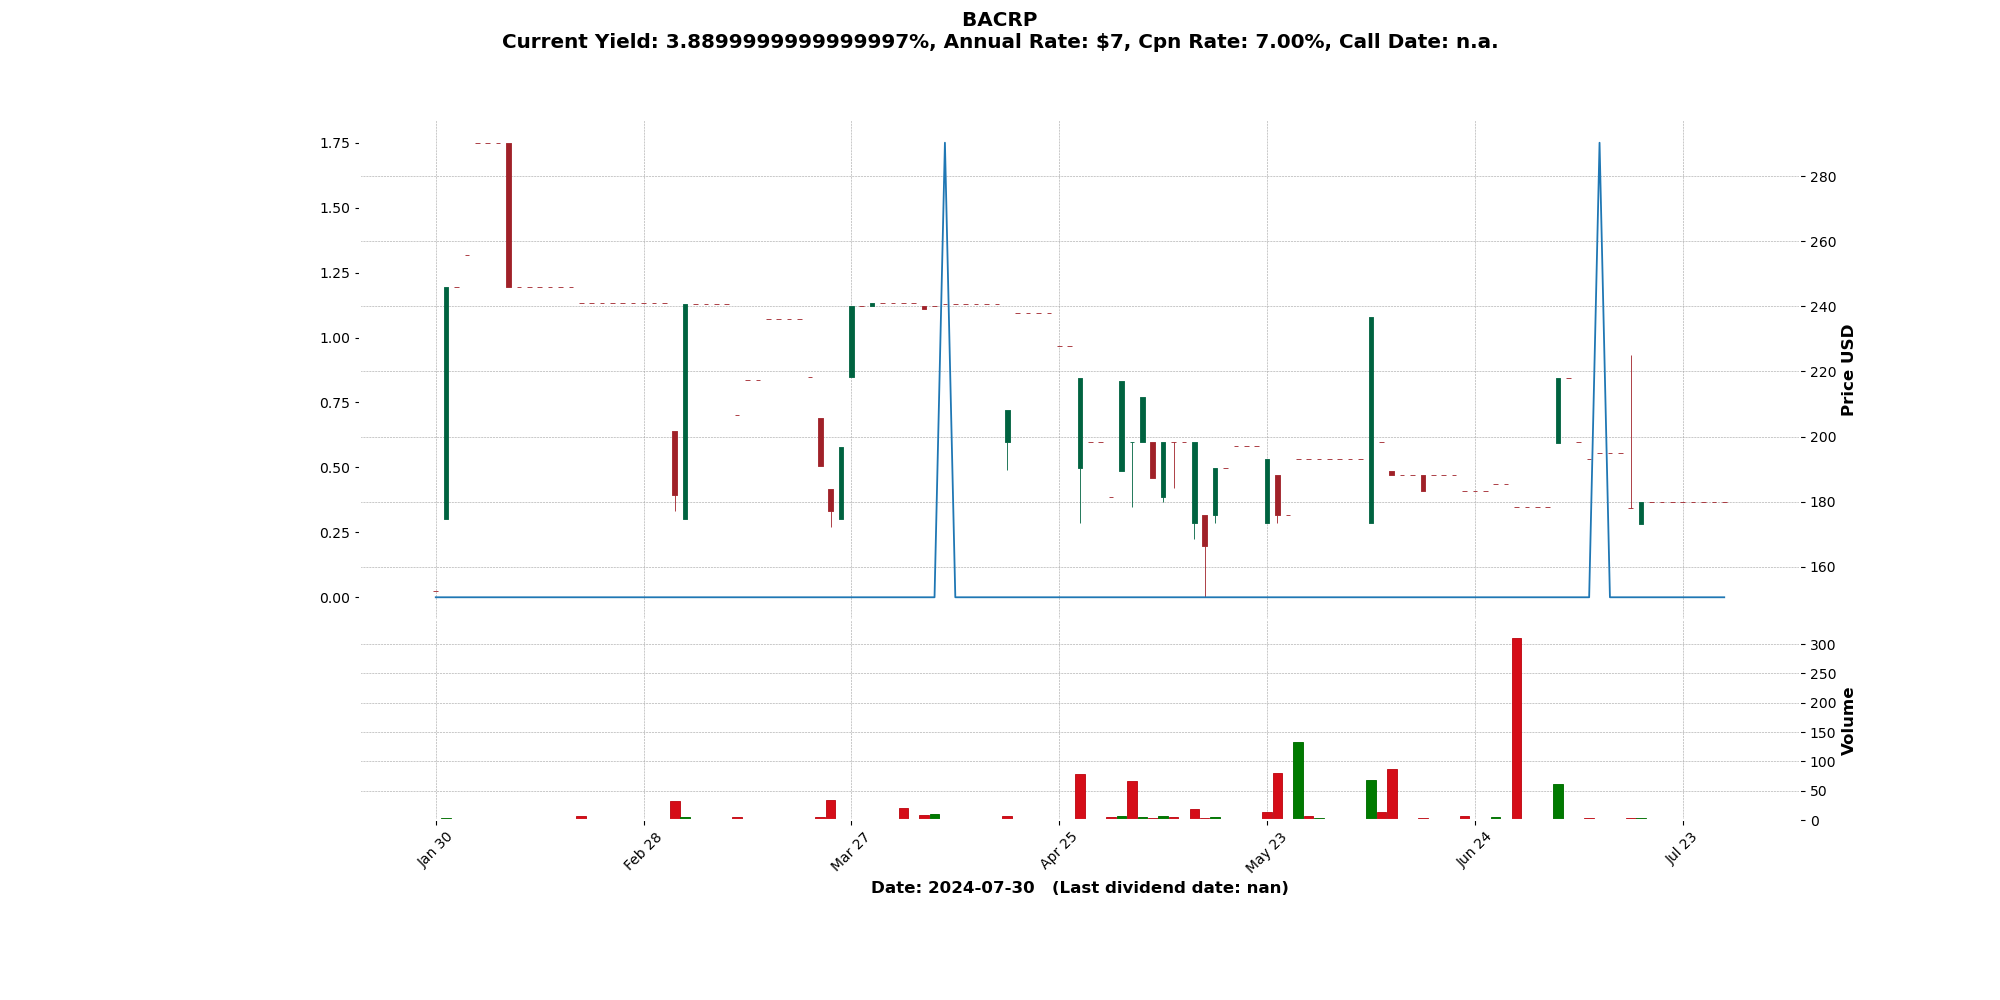 BACRP
Current Yield: 3.8899999999999997%, Annual Rate: $7, Cpn Rate: 7.00%, Call Date: n.a.
1.75
1.50
1.25
1.00
0.75
0.50
0.25
0.00
280
260
240
220
200
180
160
Price USD
300
250
200
150
100
50
0
Volume
Jan 30
Feb 28
Mar 27
Apr 25
May 23
Jun 24
Jul 23
Date: 2024-07-30 (Last dividend date: nan)